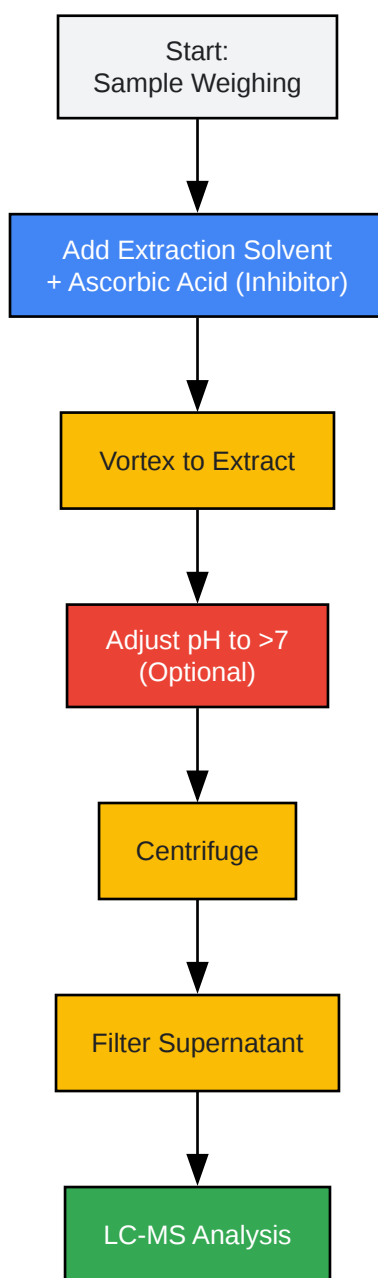 Start:
Sample Weighing
Add Extraction Solvent
+ Ascorbic Acid (Inhibitor)
Vortex to Extract
Adjust pH to >7
(Optional)
Centrifuge
Filter Supernatant
LC-MS Analysis